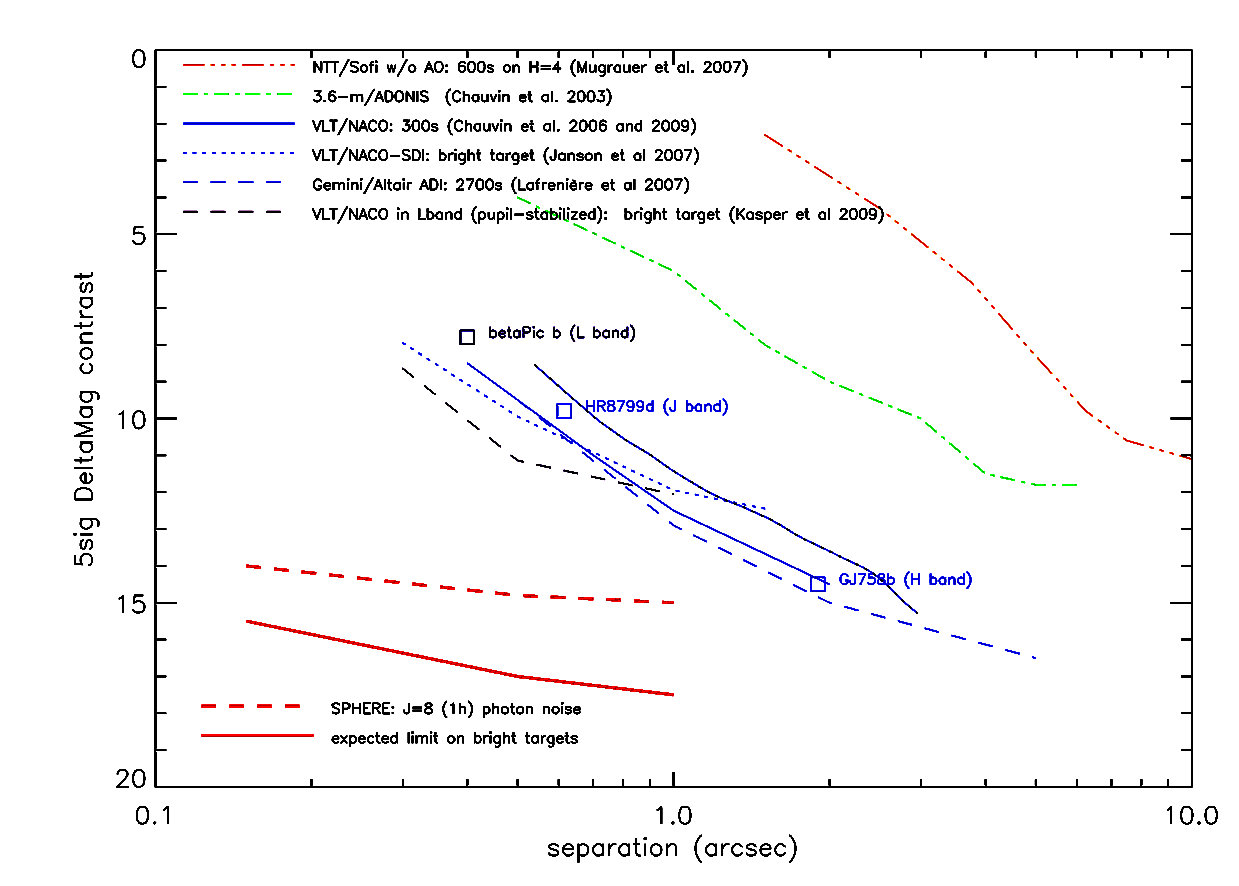 0
NTT/Sofi w/o AO: 600s on H=4 (Mugrauer et al. 2007)
3.6-m/ADONIS (Chauvin et al. 2003)
VLT/NACO: 300s (Chauvin et al. 2006 and 2009)
VLT/NACO-SDI: bright target (Janson et al 2007)
Gemini/Altair ADI: 2700s (Lafrenière et al 2007)
VLT/NACO in Lband (pupil-stabilized): bright target (Kasper et al 2009)
5
betaPic b (L band)
HR8799d (J band)
10
5sig DeltaMag contrast
GJ758b (H band)
15
SPHERE: J=8 (1h) photon noise
expected limit on bright targets
20
0.1 1.0 10.0
separation (arcsec)